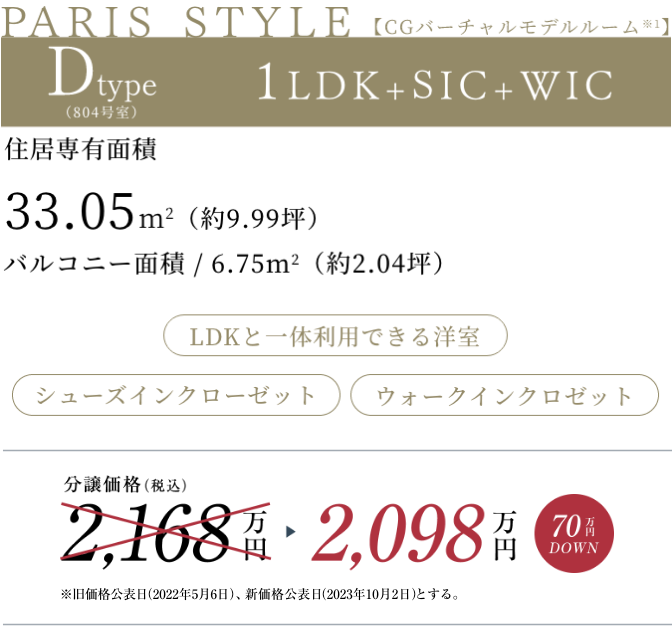 PARIS STYLE【CGバーチャルモデルルーム※1】
Dtype 1LDK+SIC+WIC
（804号室）
住居専有面積
33.05m²（約9.99坪）
バルコニー面積 / 6.75m²（約2.04坪）
LDKと一体利用できる洋室
シューズインクローゼット ウォークインクロゼット
分譲価格（税込）
2,168万円 ▶ 2,098万円 70万円 DOWN
※旧価格公表日(2022年5月6日)、新価格公表日(2023年10月2日)とする。